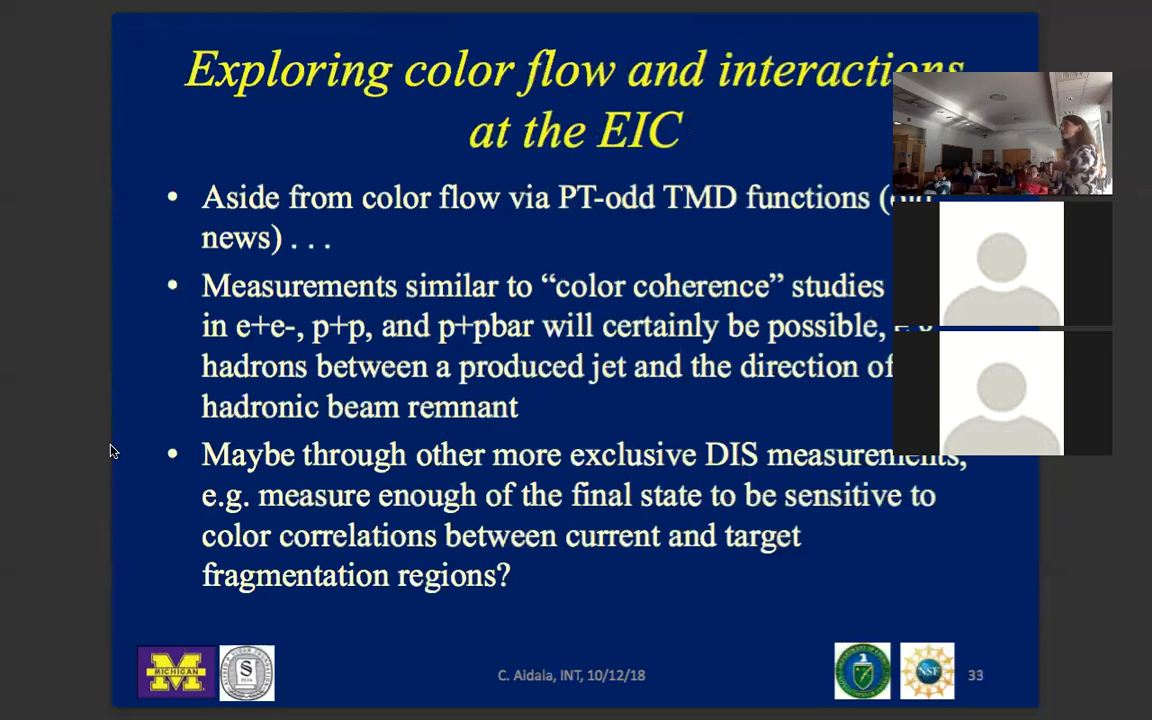 Exploring color flow and interactions
at the EIC
• Aside from color flow via PT-odd TMD functions (old
news) . . .
• Measurements similar to “color coherence” studies
in e+e-, p+p, and p+pbar will certainly be possible, e.g.
hadrons between a produced jet and the direction of
hadronic beam remnant
• Maybe through other more exclusive DIS measurements,
e.g. measure enough of the final state to be sensitive to
color correlations between current and target
fragmentation regions?
MICHIGAN
S
NSF
C. Aidala, INT, 10/12/18
33